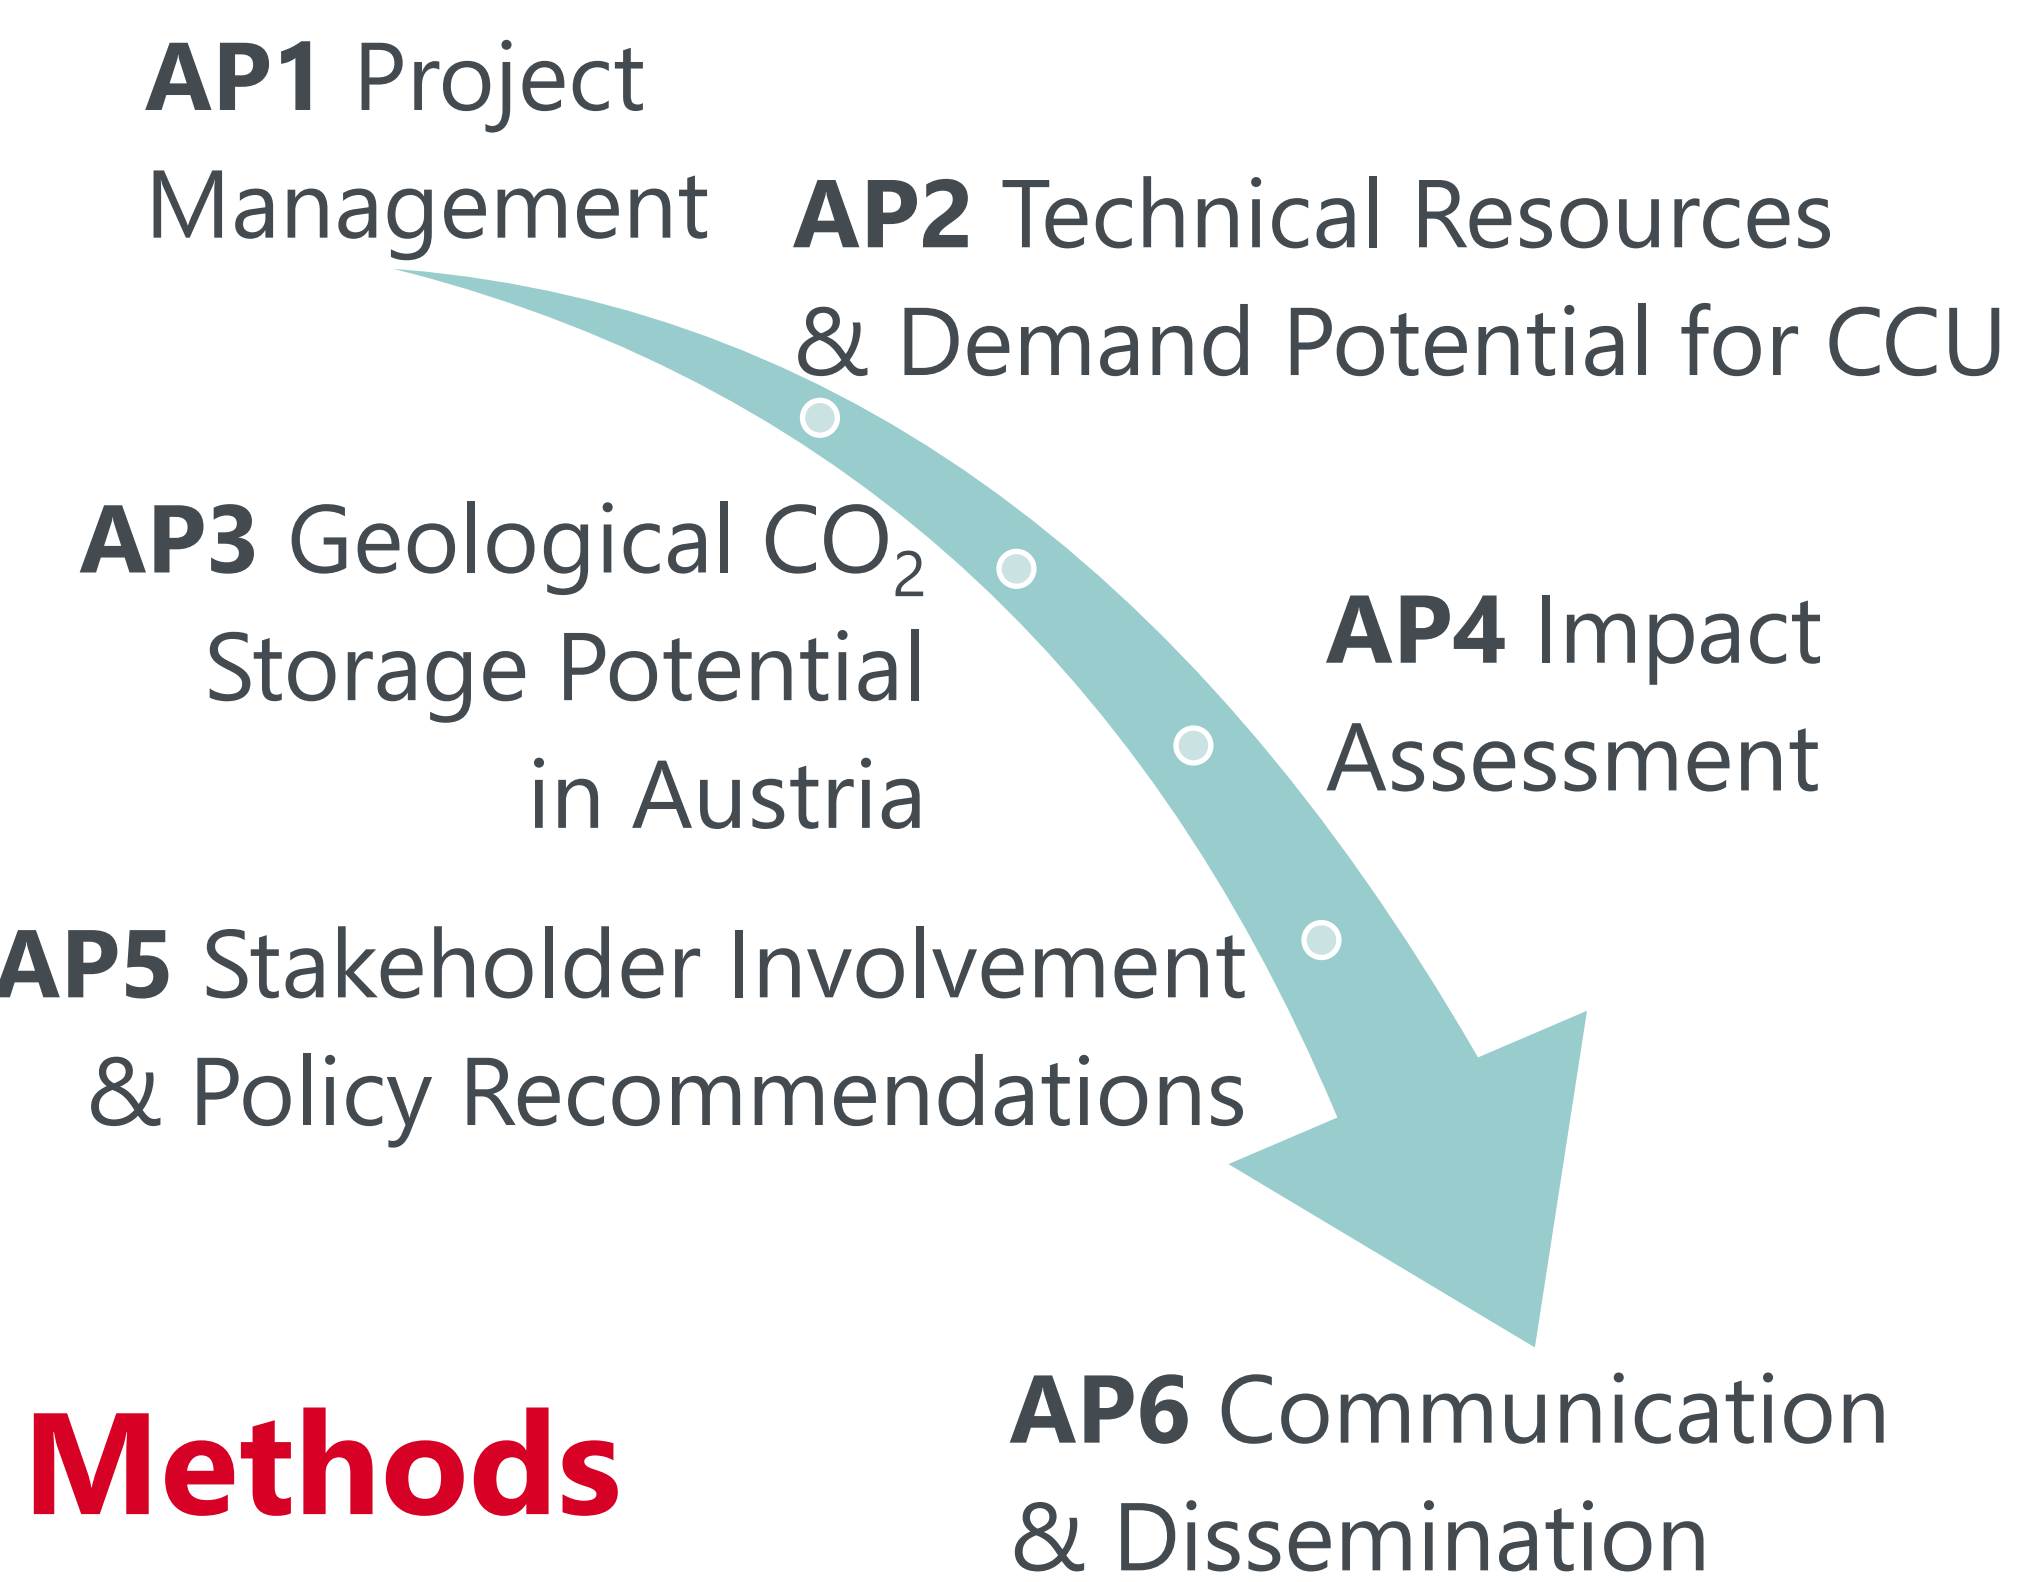 AP1 Project
Management
AP2 Technical Resources
& Demand Potential for CCU
AP3 Geological CO₂
Storage Potential
in Austria
AP4 Impact
Assessment
AP5 Stakeholder Involvement
& Policy Recommendations
AP6 Communication
& Dissemination
Methods